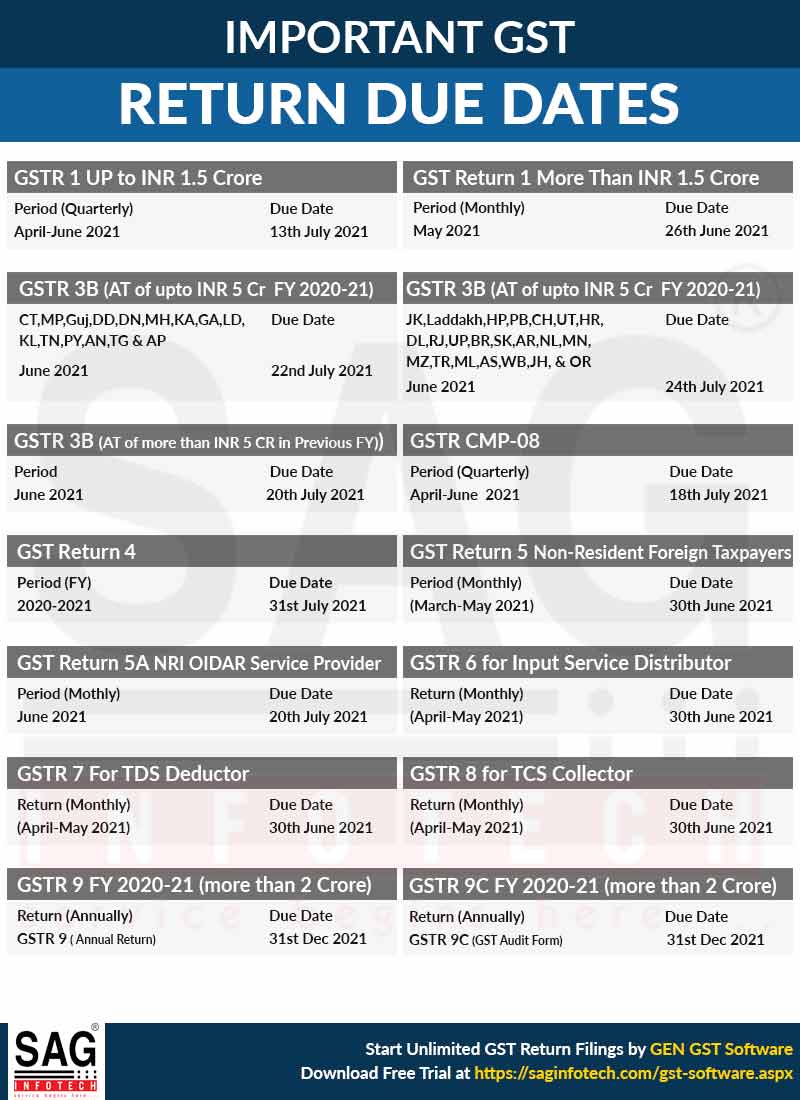 IMPORTANT GST
RETURN DUE DATES
GSTR 1 UP to INR 1.5 Crore
Period (Quarterly) Due Date
April-June 2021 13th July 2021
GST Return 1 More Than INR 1.5 Crore
Period (Monthly) Due Date
May 2021 26th June 2021
GSTR 3B (AT of upto INR 5 Cr FY 2020-21)
CT,MP,Guj,DD,DN,MH,KA,GA,LD, Due Date
KL,TN,PY,AN,TG & AP
June 2021 22nd July 2021
GSTR 3B (AT of upto INR 5 Cr FY 2020-21)
JK,Laddakh,HP,PB,CH,UT,HR, Due Date
DL,RJ,UP,BR,SK,AR,NL,MN,
MZ,TR,ML,AS,WB,JH, & OR
June 2021 24th July 2021
GSTR 3B (AT of more than INR 5 CR in Previous FY))
Period Due Date
June 2021 20th July 2021
GSTR CMP-08
Period (Quarterly) Due Date
April-June 2021 18th July 2021
GST Return 4
Period (FY) Due Date
2020-2021 31st July 2021
GST Return 5 Non-Resident Foreign Taxpayers
Period (Monthly) Due Date
(March-May 2021) 30th June 2021
GST Return 5A NRI OIDAR Service Provider
Period (Mothly) Due Date
June 2021 20th July 2021
GSTR 6 for Input Service Distributor
Return (Monthly) Due Date
(April-May 2021) 30th June 2021
GSTR 7 For TDS Deductor
Return (Monthly) Due Date
(April-May 2021) 30th June 2021
GSTR 8 for TCS Collector
Return (Monthly) Due Date
(April-May 2021) 30th June 2021
GSTR 9 FY 2020-21 (more than 2 Crore)
Return (Annually) Due Date
GSTR 9 ( Annual Return) 31st Dec 2021
GSTR 9C FY 2020-21 (more than 2 Crore)
Return (Annually) Due Date
GSTR 9C (GST Audit Form) 31st Dec 2021
SAG®
INFOTECH
service begins here...
SAG®
INFOTECH
service begins here...
Start Unlimited GST Return Filings by GEN GST Software
Download Free Trial at https://saginfotech.com/gst-software.aspx